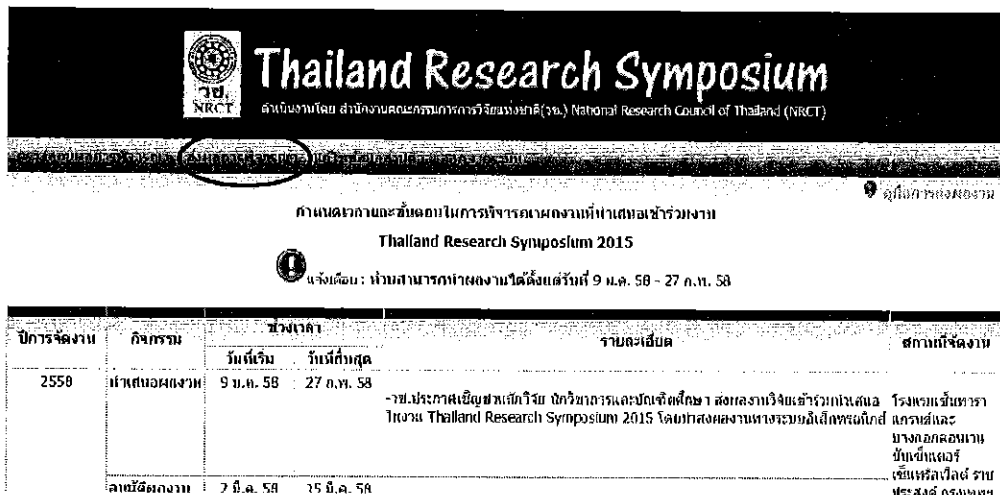 Thailand Research Symposium
วช.
NRCT
ดำเนินงานโดย สำนักงานคณะกรรมการการวิจัยแห่งชาติ(วช.) National Research Council of Thailand (NRCT)
คู่มือการส่งผลงาน
กำหนดเวลาและขั้นตอนในการพิจารณาผลงานที่นำเสนอเข้าร่วมงาน
Thailand Research Symposium 2015
แจ้งเตือน : ท่านสามารถนำผลงานได้ตั้งแต่วันที่ 9 ม.ค. 58 - 27 ก.พ. 58
ปีการจัดงาน กิจกรรม ช่วงเวลา รายละเอียด สถานที่จัดงาน
วันที่เริ่ม วันที่สิ้นสุด
2558 นำเสนอผลงาน 9 ม.ค. 58 27 ก.พ. 58
-วช.ประกาศเชิญชวนนักวิจัย นักวิชาการและบัณฑิตศึกษา ส่งผลงานวิจัยเข้าร่วมนำเสนอ โรงแรมเซ็นทารา
ในงาน Thailand Research Symposium 2015 โดยนำส่งผลงานทางระบบอิเล็กทรอนิกส์ แกรนด์และ
บางกอกคอนเวน
ชันเซ็นเตอร์
เซ็นทรัลเวิลด์ ราช
อนุมัติผลงาน 2 มี.ค. 58 มี.ค. 58 ประสงค์ กรุงเทพฯ